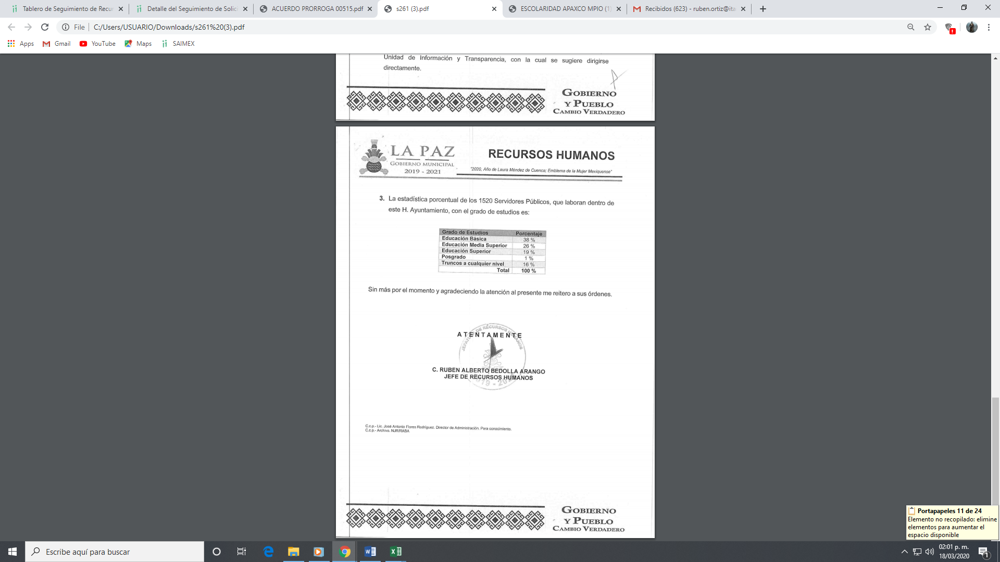 Tablero de Seguimiento de Recur
Detalle del Seguimiento de Solici
ACUERDO PRORROGA 00515.pdf
s261 (3).pdf
ESCOLARIDAD APAXCO MPIO (1)
Recibidos (623) - ruben.ortiz@ita
File
C:/Users/USUARIO/Downloads/s261%20(3).pdf
Apps
Gmail
YouTube
Maps
SAIMEX
Unidad de Información y Transparencia, con la cual se sugiere dirigirse
directamente.
GOBIERNO
Y PUEBLO
CAMBIO VERDADERO
LA PAZ
GOBIERNO MUNICIPAL
2019 - 2021
RECURSOS HUMANOS
"2020, Año de Laura Méndez de Cuenca; Emblema de la Mujer Mexiquense"
3. La estadística porcentual de los 1520 Servidores Públicos, que laboran dentro de
este H. Ayuntamiento, con el grado de estudios es:
Grado de Estudios Porcentaje
Educación Básica 38 %
Educación Media Superior 26 %
Educación Superior 19 %
Posgrado 1 %
Truncos a cualquier nivel 16 %
Total 100 %
Sin más por el momento y agradeciendo la atención al presente me reitero a sus órdenes.
JEFATURA DE RECURSOS HUMANOS
ATENTAMENTE
C. RUBEN ALBERTO BEDOLLA ARANGO
JEFE DE RECURSOS HUMANOS
C.c.p.- Lic. José Antonio Flores Rodríguez. Director de Administración. Para conocimiento.
C.c.p.- Archivo. NJR/RABA
GOBIERNO
Y PUEBLO
CAMBIO VERDADERO
Portapapeles 11 de 24
Elemento no recopilado: elimine
elementos para aumentar el
espacio disponible
Escribe aquí para buscar
02:01 p. m.
18/03/2020
1